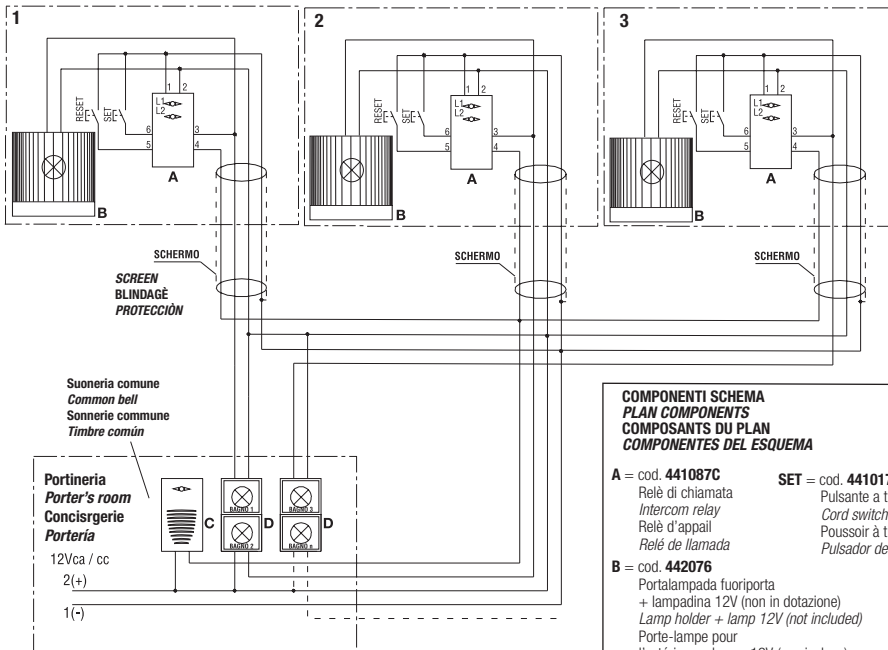 1
2
3
RESET
SET
1 2
L1
L2
6 3
5 4
A
B
RESET
SET
1 2
L1
L2
6 3
5 4
A
B
RESET
SET
1 2
L1
L2
6 3
5 4
A
B
SCHERMO
SCREEN
BLINDAGÈ
PROTECCIÒN
SCHERMO
SCHERMO
Suoneria comune
Common bell
Sonnerie commune
Timbre común
Portineria
Porter's room
Concisrgerie
Portería
12Vca / cc
2(+)
1(-)
C
BAGNO 1
BAGNO 2
D
BAGNO 3
BAGNO n
D
COMPONENTI SCHEMA
PLAN COMPONENTS
COMPOSANTS DU PLAN
COMPONENTES DEL ESQUEMA
A = cod. 441087C
Relè di chiamata
Intercom relay
Relè d'appail
Relé de llamada
SET = cod. 441017
Pulsante a t
Cord switch
Poussoir à t
Pulsador de
B = cod. 442076
Portalampada fuoriporta
+ lampadina 12V (non in dotazione)
Lamp holder + lamp 12V (not included)
Porte-lampe pour